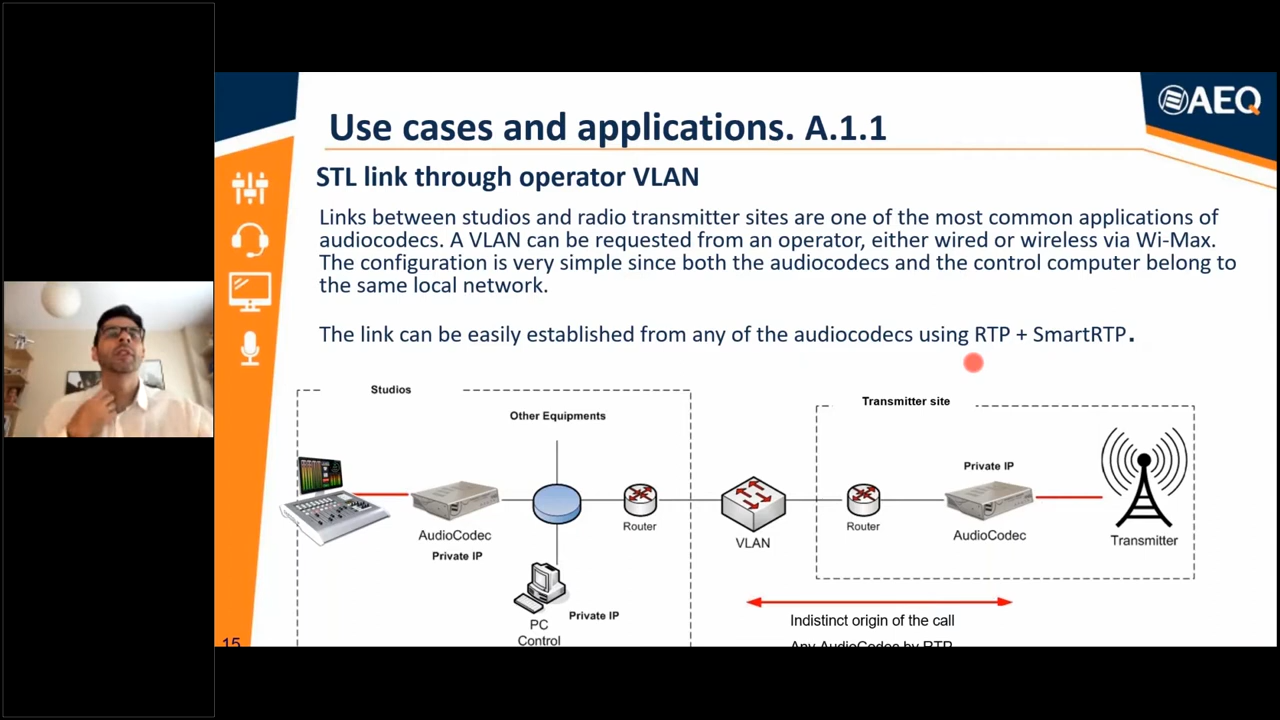 AEQ
Use cases and applications. A.1.1
STL link through operator VLAN
Links between studios and radio transmitter sites are one of the most common applications of
audiocodecs. A VLAN can be requested from an operator, either wired or wireless via Wi-Max.
The configuration is very simple since both the audiocodecs and the control computer belong to
the same local network.
The link can be easily established from any of the audiocodecs using RTP + SmartRTP.
Studios
Other Equipments
AudioCodec
Private IP
Router
PC
Control
Private IP
VLAN
Transmitter site
Router
Private IP
AudioCodec
Transmitter
Indistinct origin of the call
Any AudioCodec by RTP
15